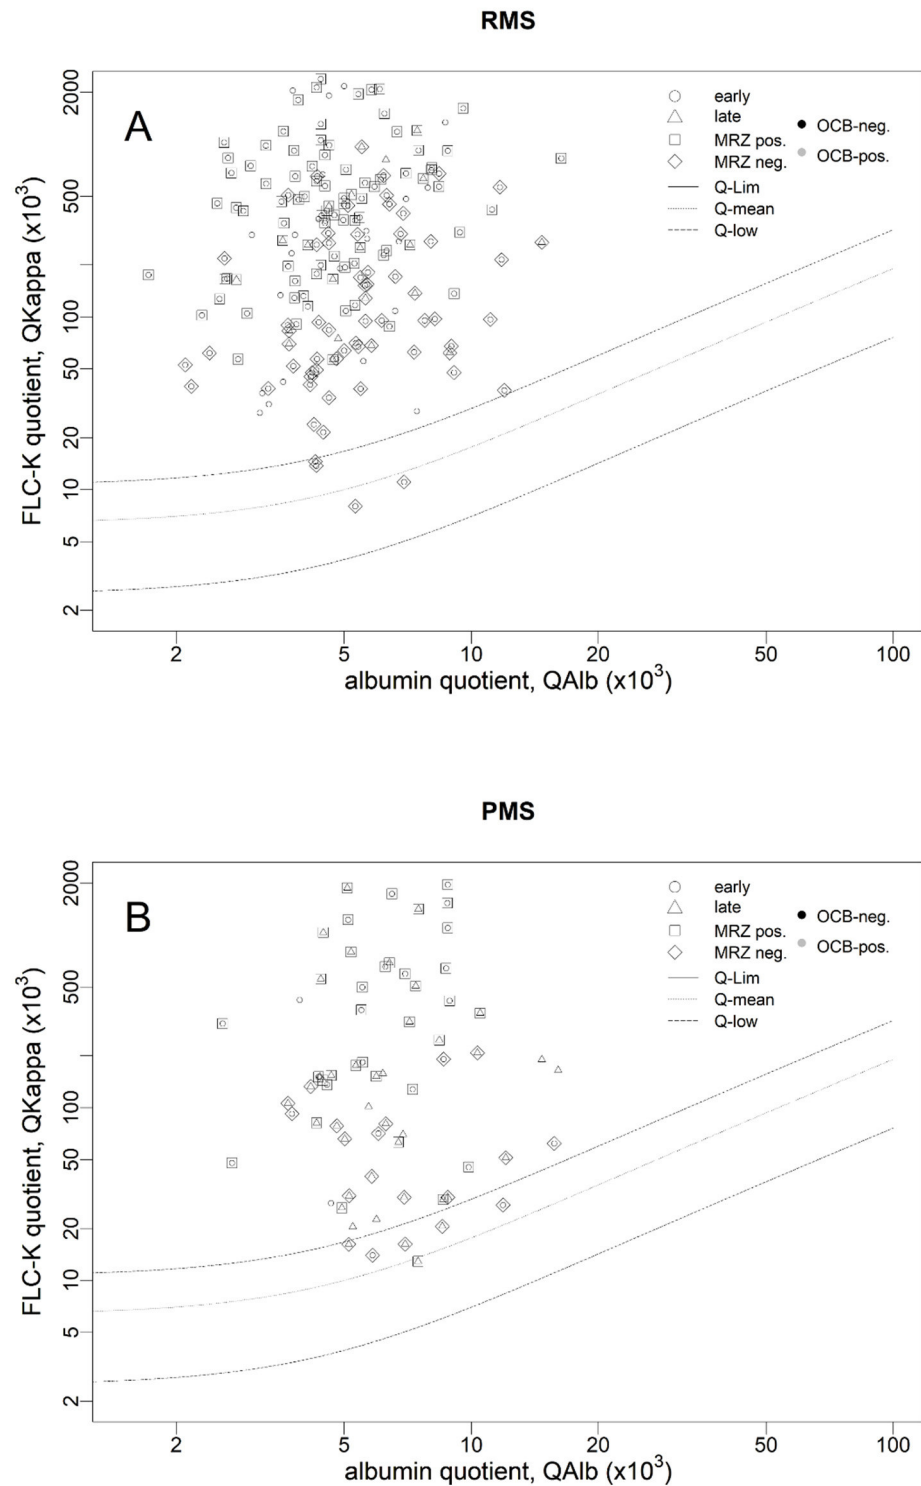 RMS
A
early
late
MRZ pos.
MRZ neg.
Q-Lim
Q-mean
Q-low
OCB-neg.
OCB-pos.
FLC-K quotient, QKappa (x10³)
2000
500
100
50
20
10
5
2
2 5 10 20 50 100
albumin quotient, QAlb (x10³)
PMS
B
early
late
MRZ pos.
MRZ neg.
Q-Lim
Q-mean
Q-low
OCB-neg.
OCB-pos.
FLC-K quotient, QKappa (x10³)
2000
500
100
50
20
10
5
2
2 5 10 20 50 100
albumin quotient, QAlb (x10³)